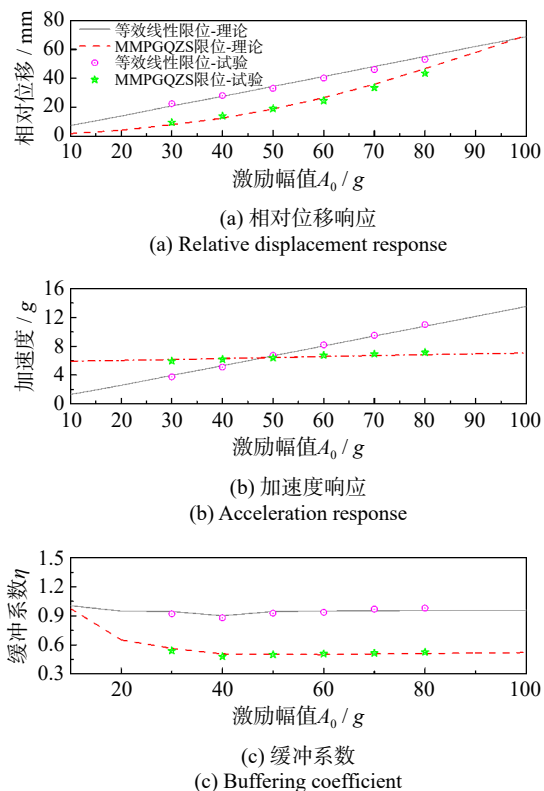 80
60
40
20
0
相对位移 / mm
等效线性限位-理论
MMPGQZS限位-理论
等效线性限位-试验
MMPGQZS限位-试验
10 20 30 40 50 60 70 80 90 100
激励幅值A₀ / g
(a) 相对位移响应
(a) Relative displacement response
16
12
8
4
0
加速度 / g
10 20 30 40 50 60 70 80 90 100
激励幅值A₀ / g
(b) 加速度响应
(b) Acceleration response
1.5
1.2
0.9
0.6
0.3
缓冲系数η
20 40 60 80 100
激励幅值A₀ / g
(c) 缓冲系数
(c) Buffering coefficient